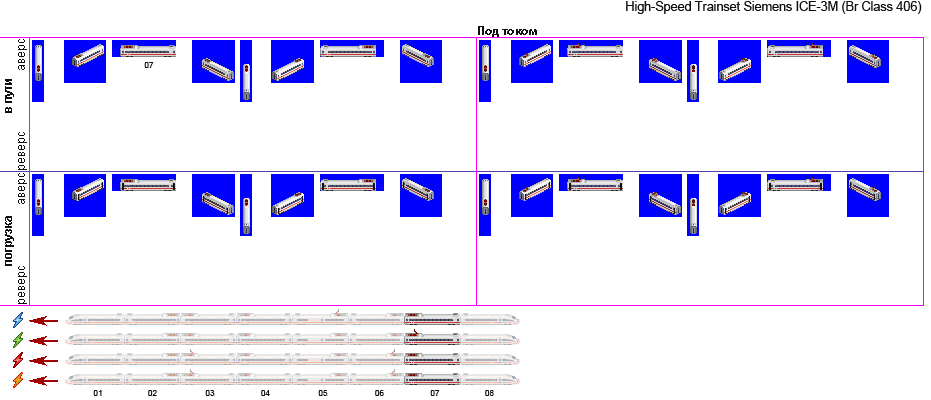 High-Speed Trainset Siemens ICE-3M (Br Class 406)
Под током
в пути
аверс
реверс
07
погрузка
аверс
реверс
01 02 03 04 05 06 07 08